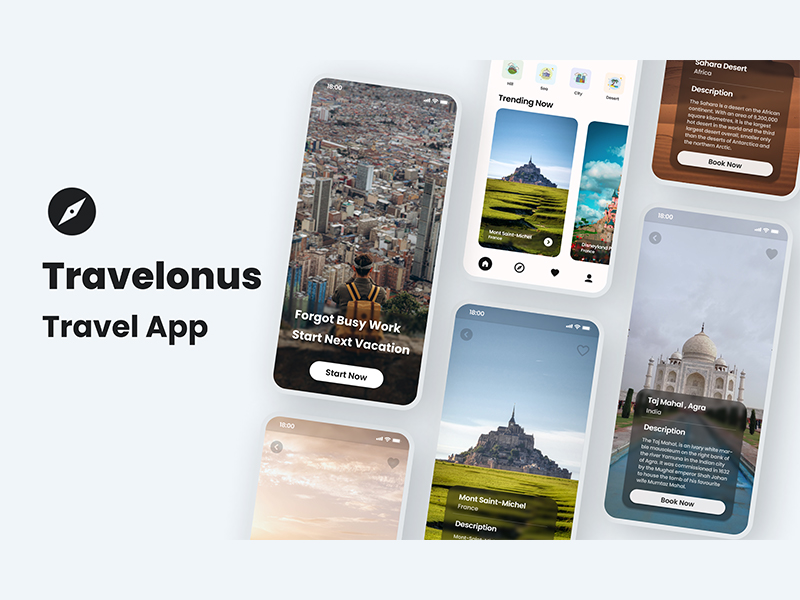 Travelonus
Travel App
18:00
Forgot Busy Work
Start Next Vacation
Start Now
18:00
Hill
Sea
City
Desert
Trending Now
Mont Saint-Michel
France
Disneyland
France
18:00
Mont Saint-Michel
France
Description
Sahara Desert
Africa
Description
The Sahara is a desert on the African
continent. With an area of 9,200,000
square kilometres, it is the largest
hot desert in the world and the third
largest desert overall, smaller only
than the deserts of Antarctica and
the northern Arctic.
Book Now
18:00
Taj Mahal , Agra
India
Description
The Taj Mahal, is an ivory white mar-
ble mausoleum on the right bank of
the river Yamuna in the Indian city
of Agra. It was commissioned in 1632
by the Mughal emperor Shah Jahan
to house the tomb of his favourite
wife Mumtaz Mahal.
Book Now